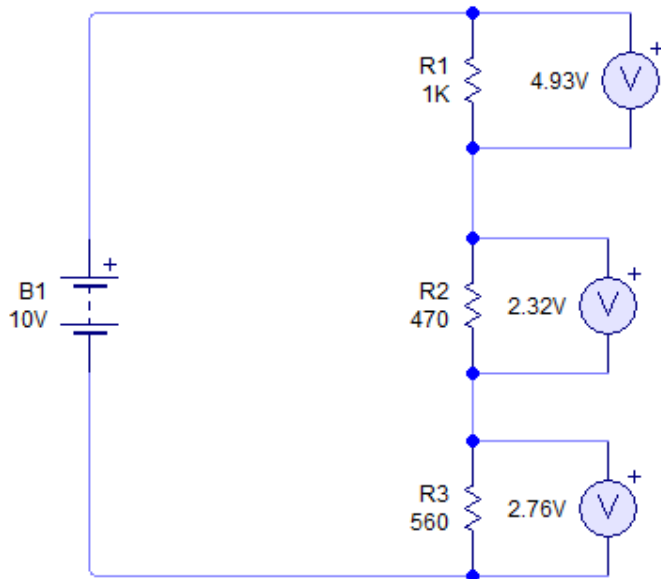 R1
1K
4.93V
V
+
+
B1
10V
R2
470
2.32V
V
+
R3
560
2.76V
V
+